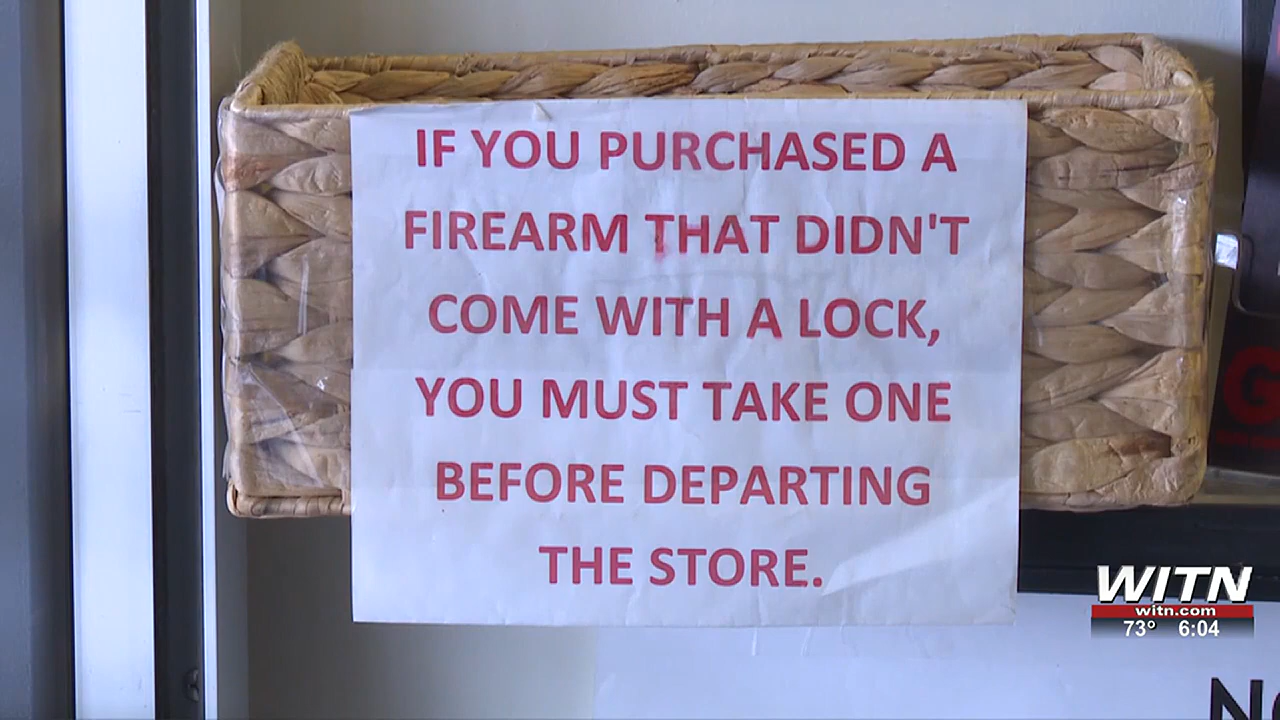 IF YOU PURCHASED A
FIREARM THAT DIDN'T
COME WITH A LOCK,
YOU MUST TAKE ONE
BEFORE DEPARTING
THE STORE.
G
WITN
witn.com
73° 6:04